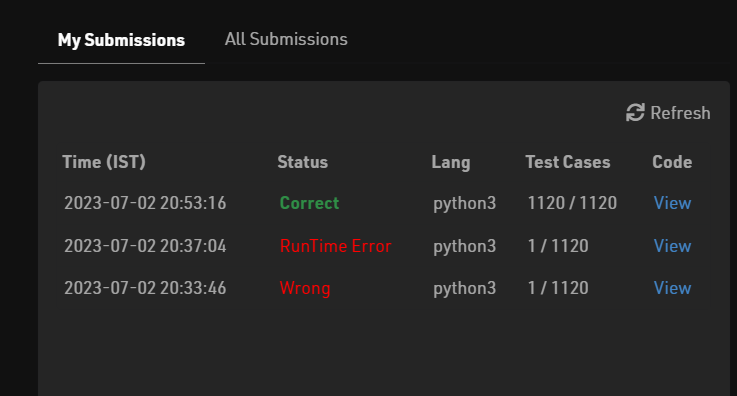 My Submissions All Submissions
Refresh
Time (IST) Status Lang Test Cases Code
2023-07-02 20:53:16 Correct python3 1120 / 1120 View
2023-07-02 20:37:04 RunTime Error python3 1 / 1120 View
2023-07-02 20:33:46 Wrong python3 1 / 1120 View